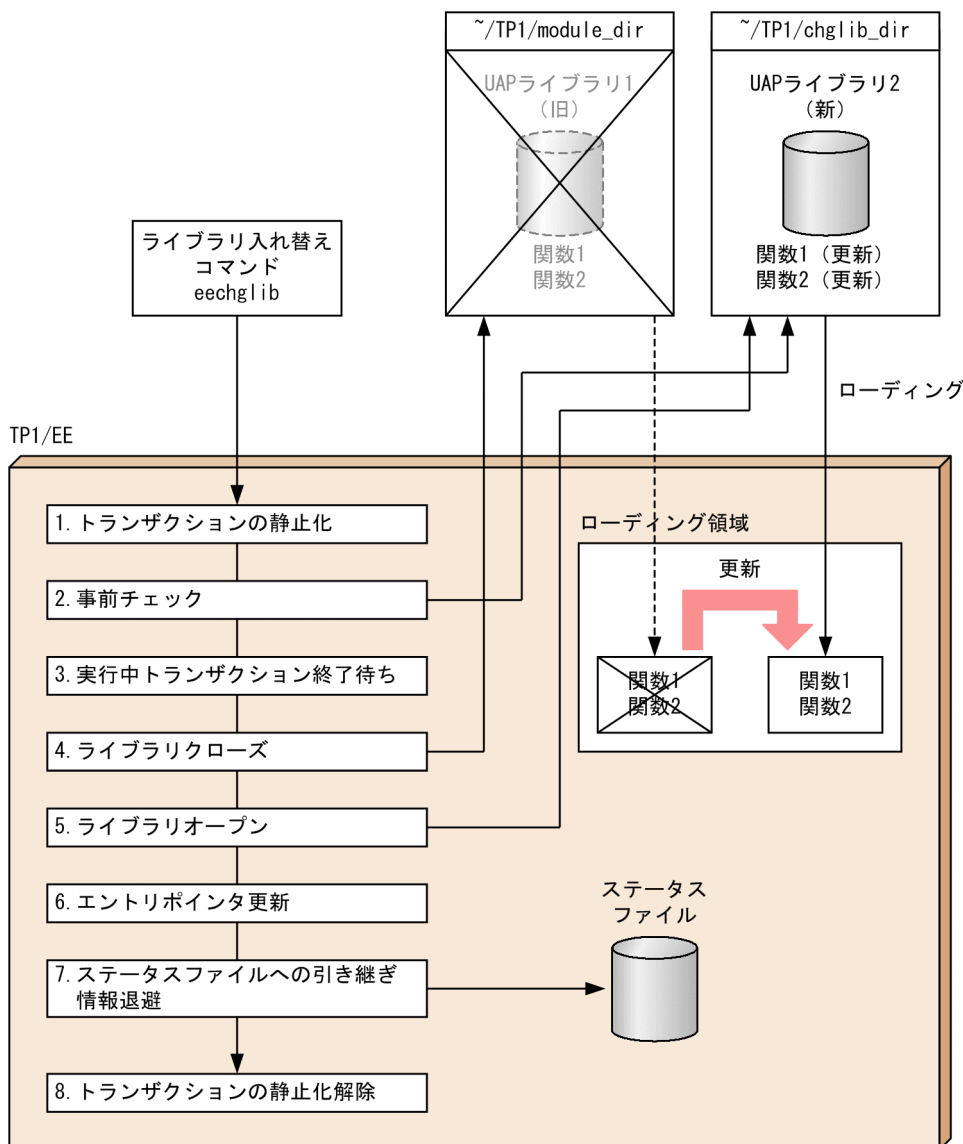 ~/TP1/module_dir
UAPライブラリ1
（旧）
関数1
関数2
~/TP1/chglib_dir
UAPライブラリ2
（新）
関数1（更新）
関数2（更新）
ライブラリ入れ替え
コマンド
eechglib
ローディング
TP1/EE
1. トランザクションの静止化
2. 事前チェック
3. 実行中トランザクション終了待ち
4. ライブラリクローズ
5. ライブラリオープン
6. エントリポインタ更新
7. ステータスファイルへの引き継ぎ
情報退避
8. トランザクションの静止化解除
ローディング領域
更新
関数1
関数2
関数1
関数2
ステータス
ファイル